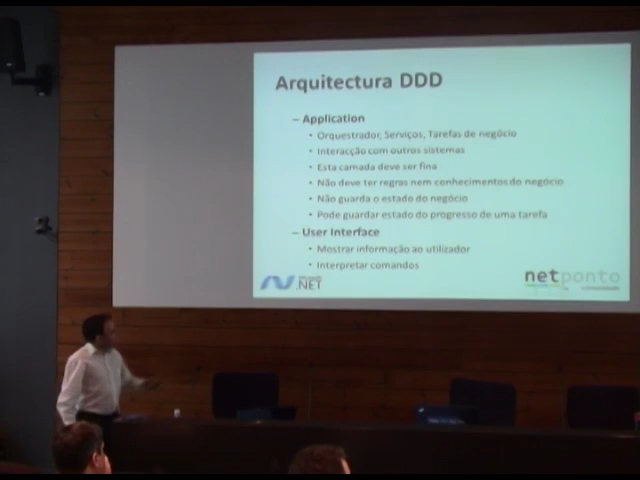 Arquitectura DDD
– Application
• Orquestrador, Serviços, Tarefas de negócio
• Interacção com outros sistemas
• Esta camada deve ser fina
• Não deve ter regras nem conhecimentos do negócio
• Não guarda o estado do negócio
• Pode guardar estado do progresso de uma tarefa
– User Interface
• Mostrar informação ao utilizador
• Interpretar comandos
.NET
netponto